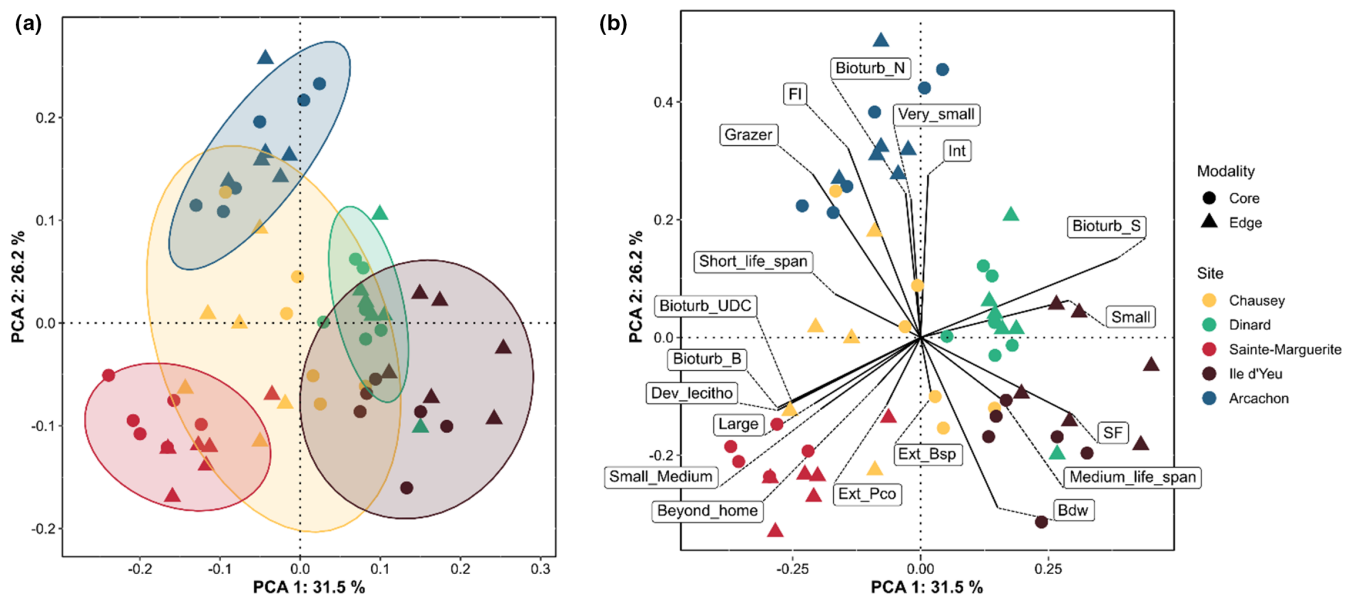 (a)
PCA 2: 26.2 %
0.2
0.1
0.0
-0.1
-0.2
-0.2
-0.1
0.0
0.1
0.2
0.3
PCA 1: 31.5 %
(b)
PCA 2: 26.2 %
0.4
0.2
0.0
-0.2
-0.25
0.00
0.25
PCA 1: 31.5 %
Bioturb_N
FI
Very_small
Grazer
Int
Bioturb_S
Short_life_span
Bioturb_UDC
Small
Bioturb_B
Dev_lecitho
Large
SF
Ext_Bsp
Small_Medium
Medium_life_span
Ext_Pco
Beyond_home
Bdw
Modality
Core
Edge
Site
Chausey
Dinard
Sainte-Marguerite
Ile d'Yeu
Arcachon